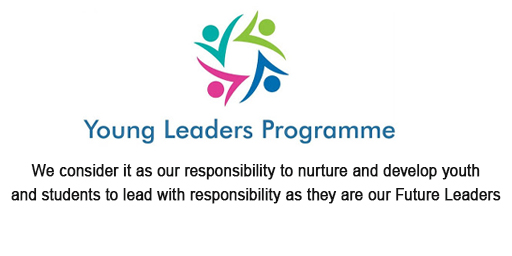 Young Leaders Programme
We consider it as our responsibility to nurture and develop youth
and students to lead with responsibility as they are our Future Leaders